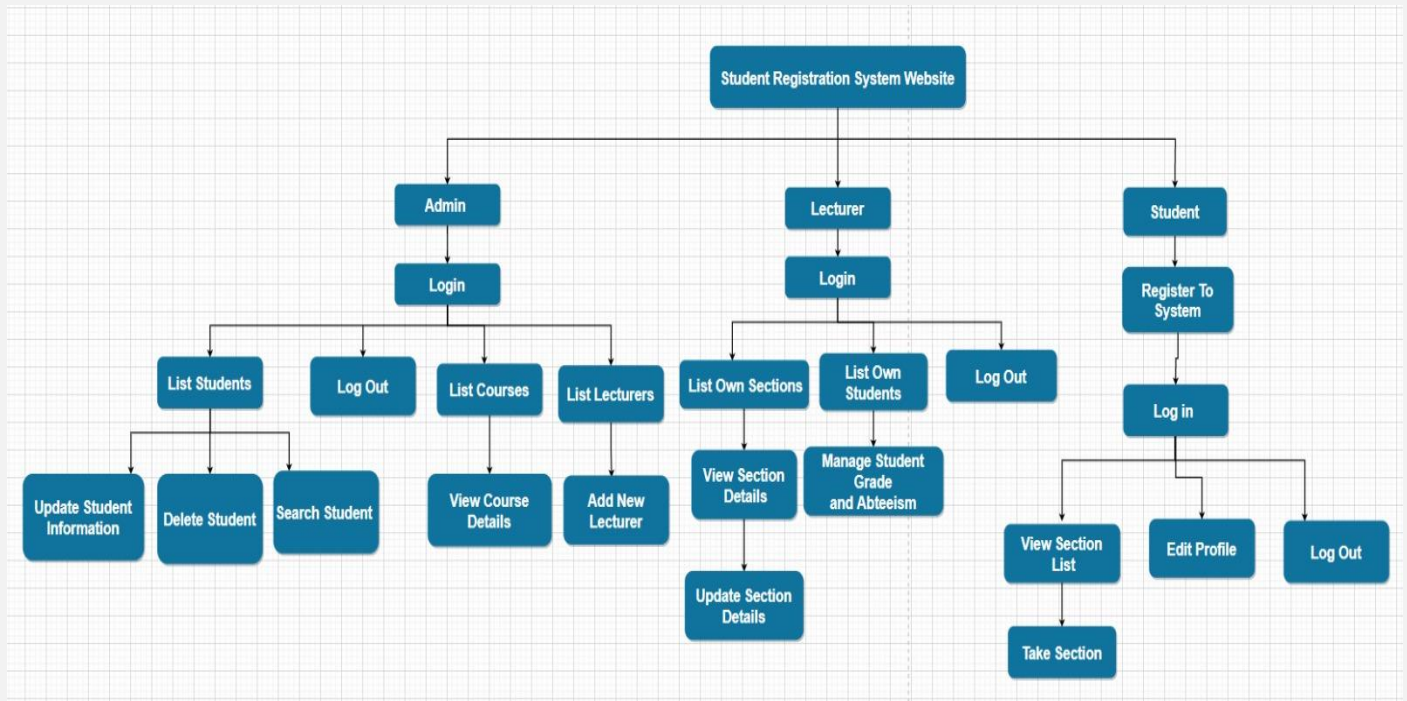 Student Registration System Website
Admin
Lecturer
Student
Login
Login
Register To
System
List Students
Log Out
List Courses
List Lecturers
List Own Sections
List Own
Students
Log Out
Log in
Update Student
Information
Delete Student
Search Student
View Course
Details
Add New
Lecturer
View Section
Details
Manage Student
Grade
and Abteeism
View Section
List
Edit Profile
Log Out
Update Section
Details
Take Section